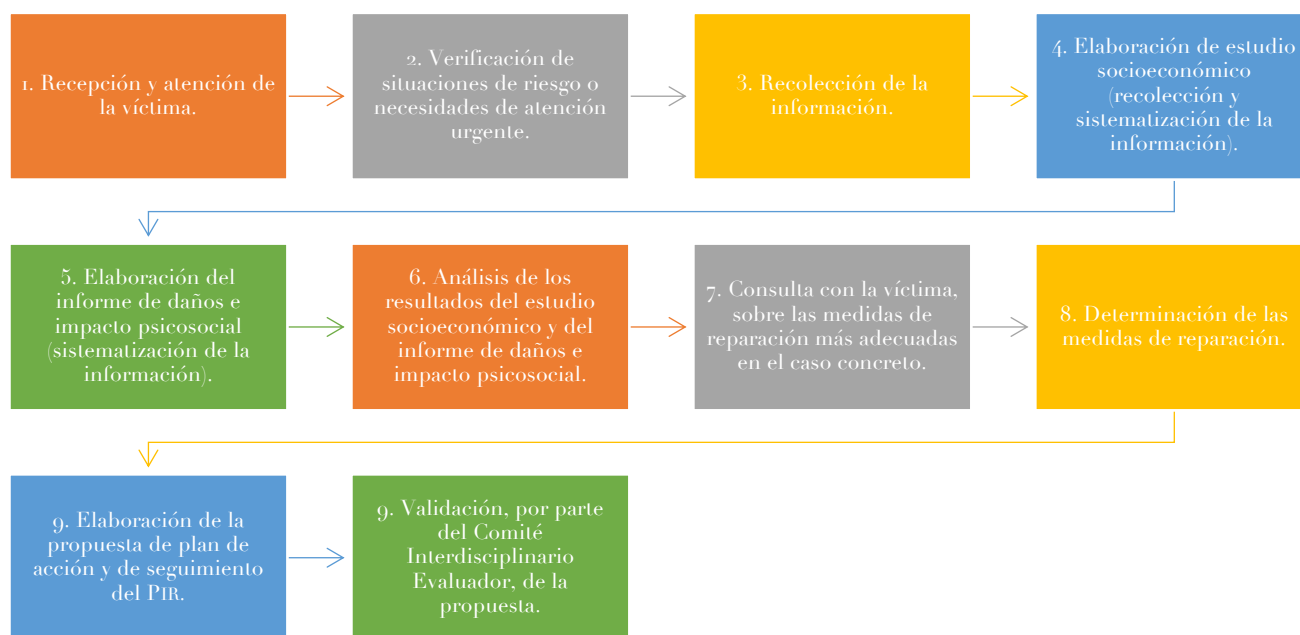 1. Recepción y atención de
la víctima.
2. Verificación de
situaciones de riesgo o
necesidades de atención
urgente.
3. Recolección de la
información.
4. Elaboración de estudio
socioeconómico
(recolección y
sistematización de la
información).
5. Elaboración del
informe de daños e
impacto psicosocial
(sistematización de la
información).
6. Análisis de los
resultados del estudio
socioeconómico y del
informe de daños e
impacto psicosocial.
7. Consulta con la víctima,
sobre las medidas de
reparación más adecuadas
en el caso concreto.
8. Determinación de las
medidas de reparación.
9. Elaboración de la
propuesta de plan de
acción y de seguimiento
del PIR.
9. Validación, por parte
del Comité
Interdisciplinario
Evaluador, de la
propuesta.